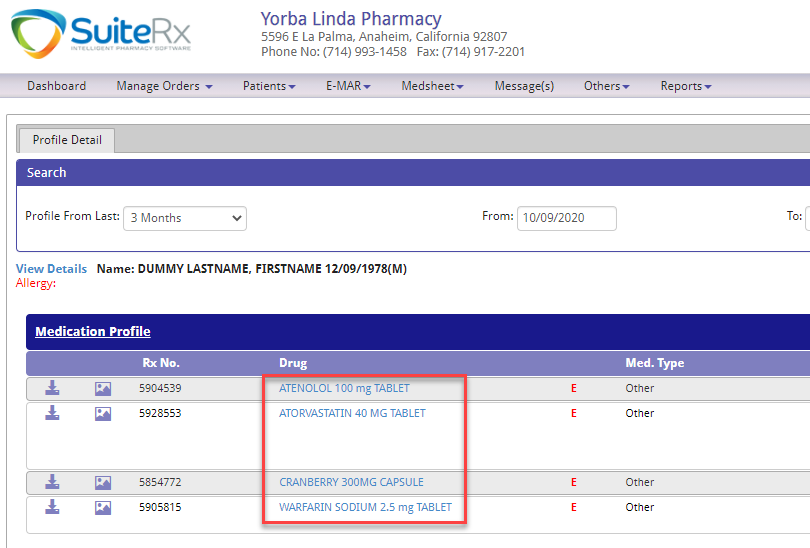 SuiteRx
INTELLIGENT PHARMACY SOFTWARE
Yorba Linda Pharmacy
5596 E La Palma, Anaheim, California 92807
Phone No: (714) 993-1458 Fax: (714) 917-2201
Dashboard Manage Orders Patients E-MAR Medsheet Message(s) Others Reports
Profile Detail
Search
Profile From Last: 3 Months From: 10/09/2020 To:
View Details Name: DUMMY LASTNAME, FIRSTNAME 12/09/1978(M)
Allergy:
Medication Profile
Rx No. Drug Med. Type
5904539 ATENOLOL 100 mg TABLET E Other
5928553 ATORVASTATIN 40 MG TABLET E Other
5854772 CRANBERRY 300MG CAPSULE E Other
5905815 WARFARIN SODIUM 2.5 mg TABLET E Other